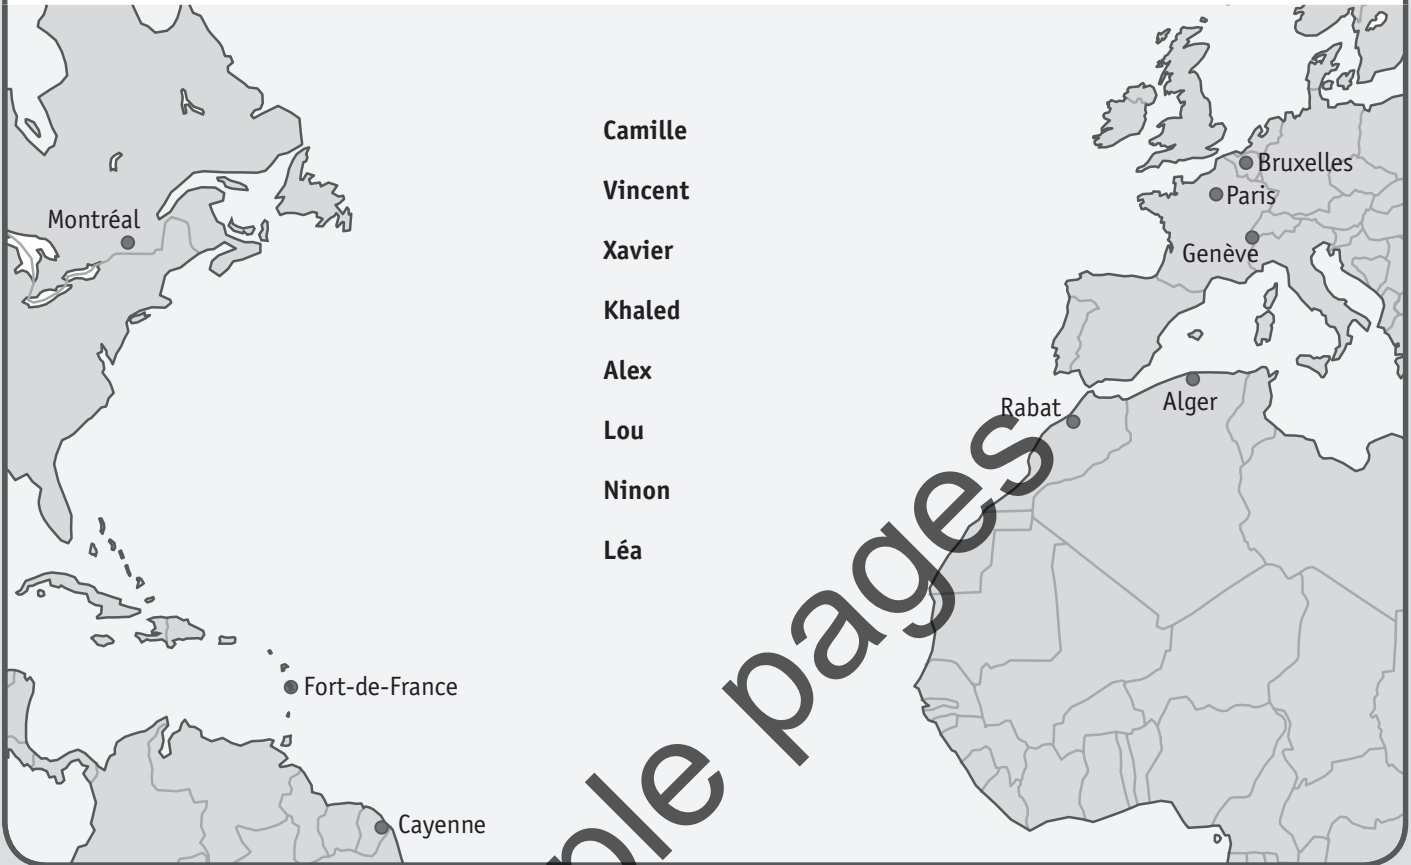 Camille
Bruxelles
Vincent
Paris
Montréal
Xavier
Genève
Khaled
Alex
Alger
Rabat
Lou
Ninon
Léa
Fort-de-France
Cayenne
ple pages